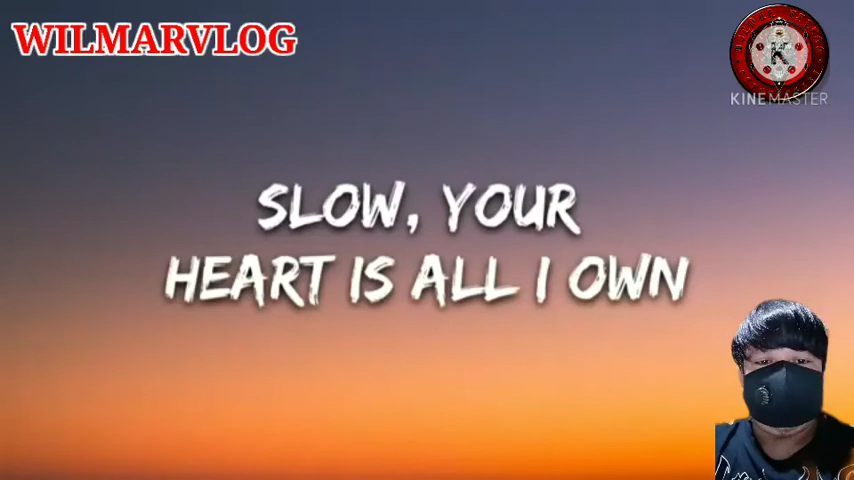 WILMARVLOG
KINEMASTER
SLOW, YOUR
HEART IS ALL I OWN